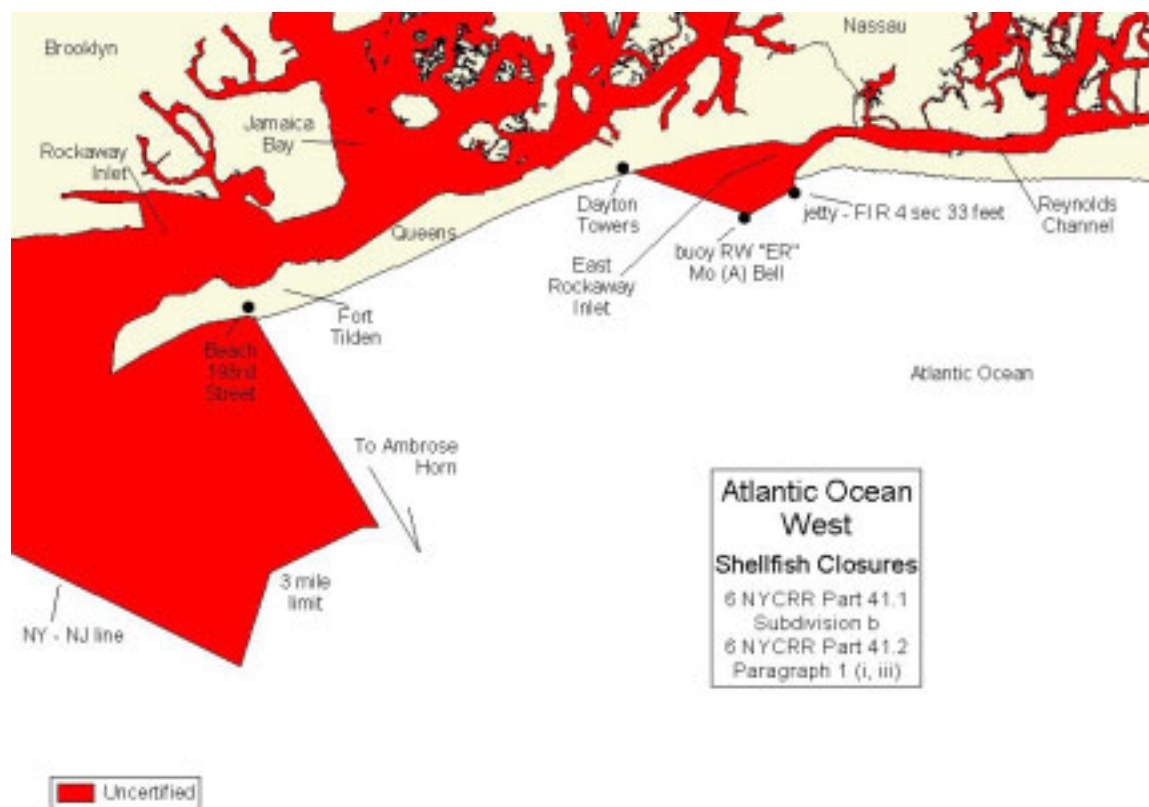 Brooklyn
Nassau
Jamaica
Bay
Rockaway
Inlet
Queens
Dayton
Towers
jetty - Fl R 4 sec 33 feet
Reynolds
Channel
buoy RW "ER"
Mo (A) Bell
East
Rockaway
Inlet
Fort
Tilden
Beach
193rd
Street
Atlantic Ocean
To Ambrose
Horn
3 mile
limit
NY - NJ line
Atlantic Ocean
West
Shellfish Closures
6 NYCRR Part 41.1
Subdivision b
6 NYCRR Part 41.2
Paragraph 1 (i, iii)
Uncertified